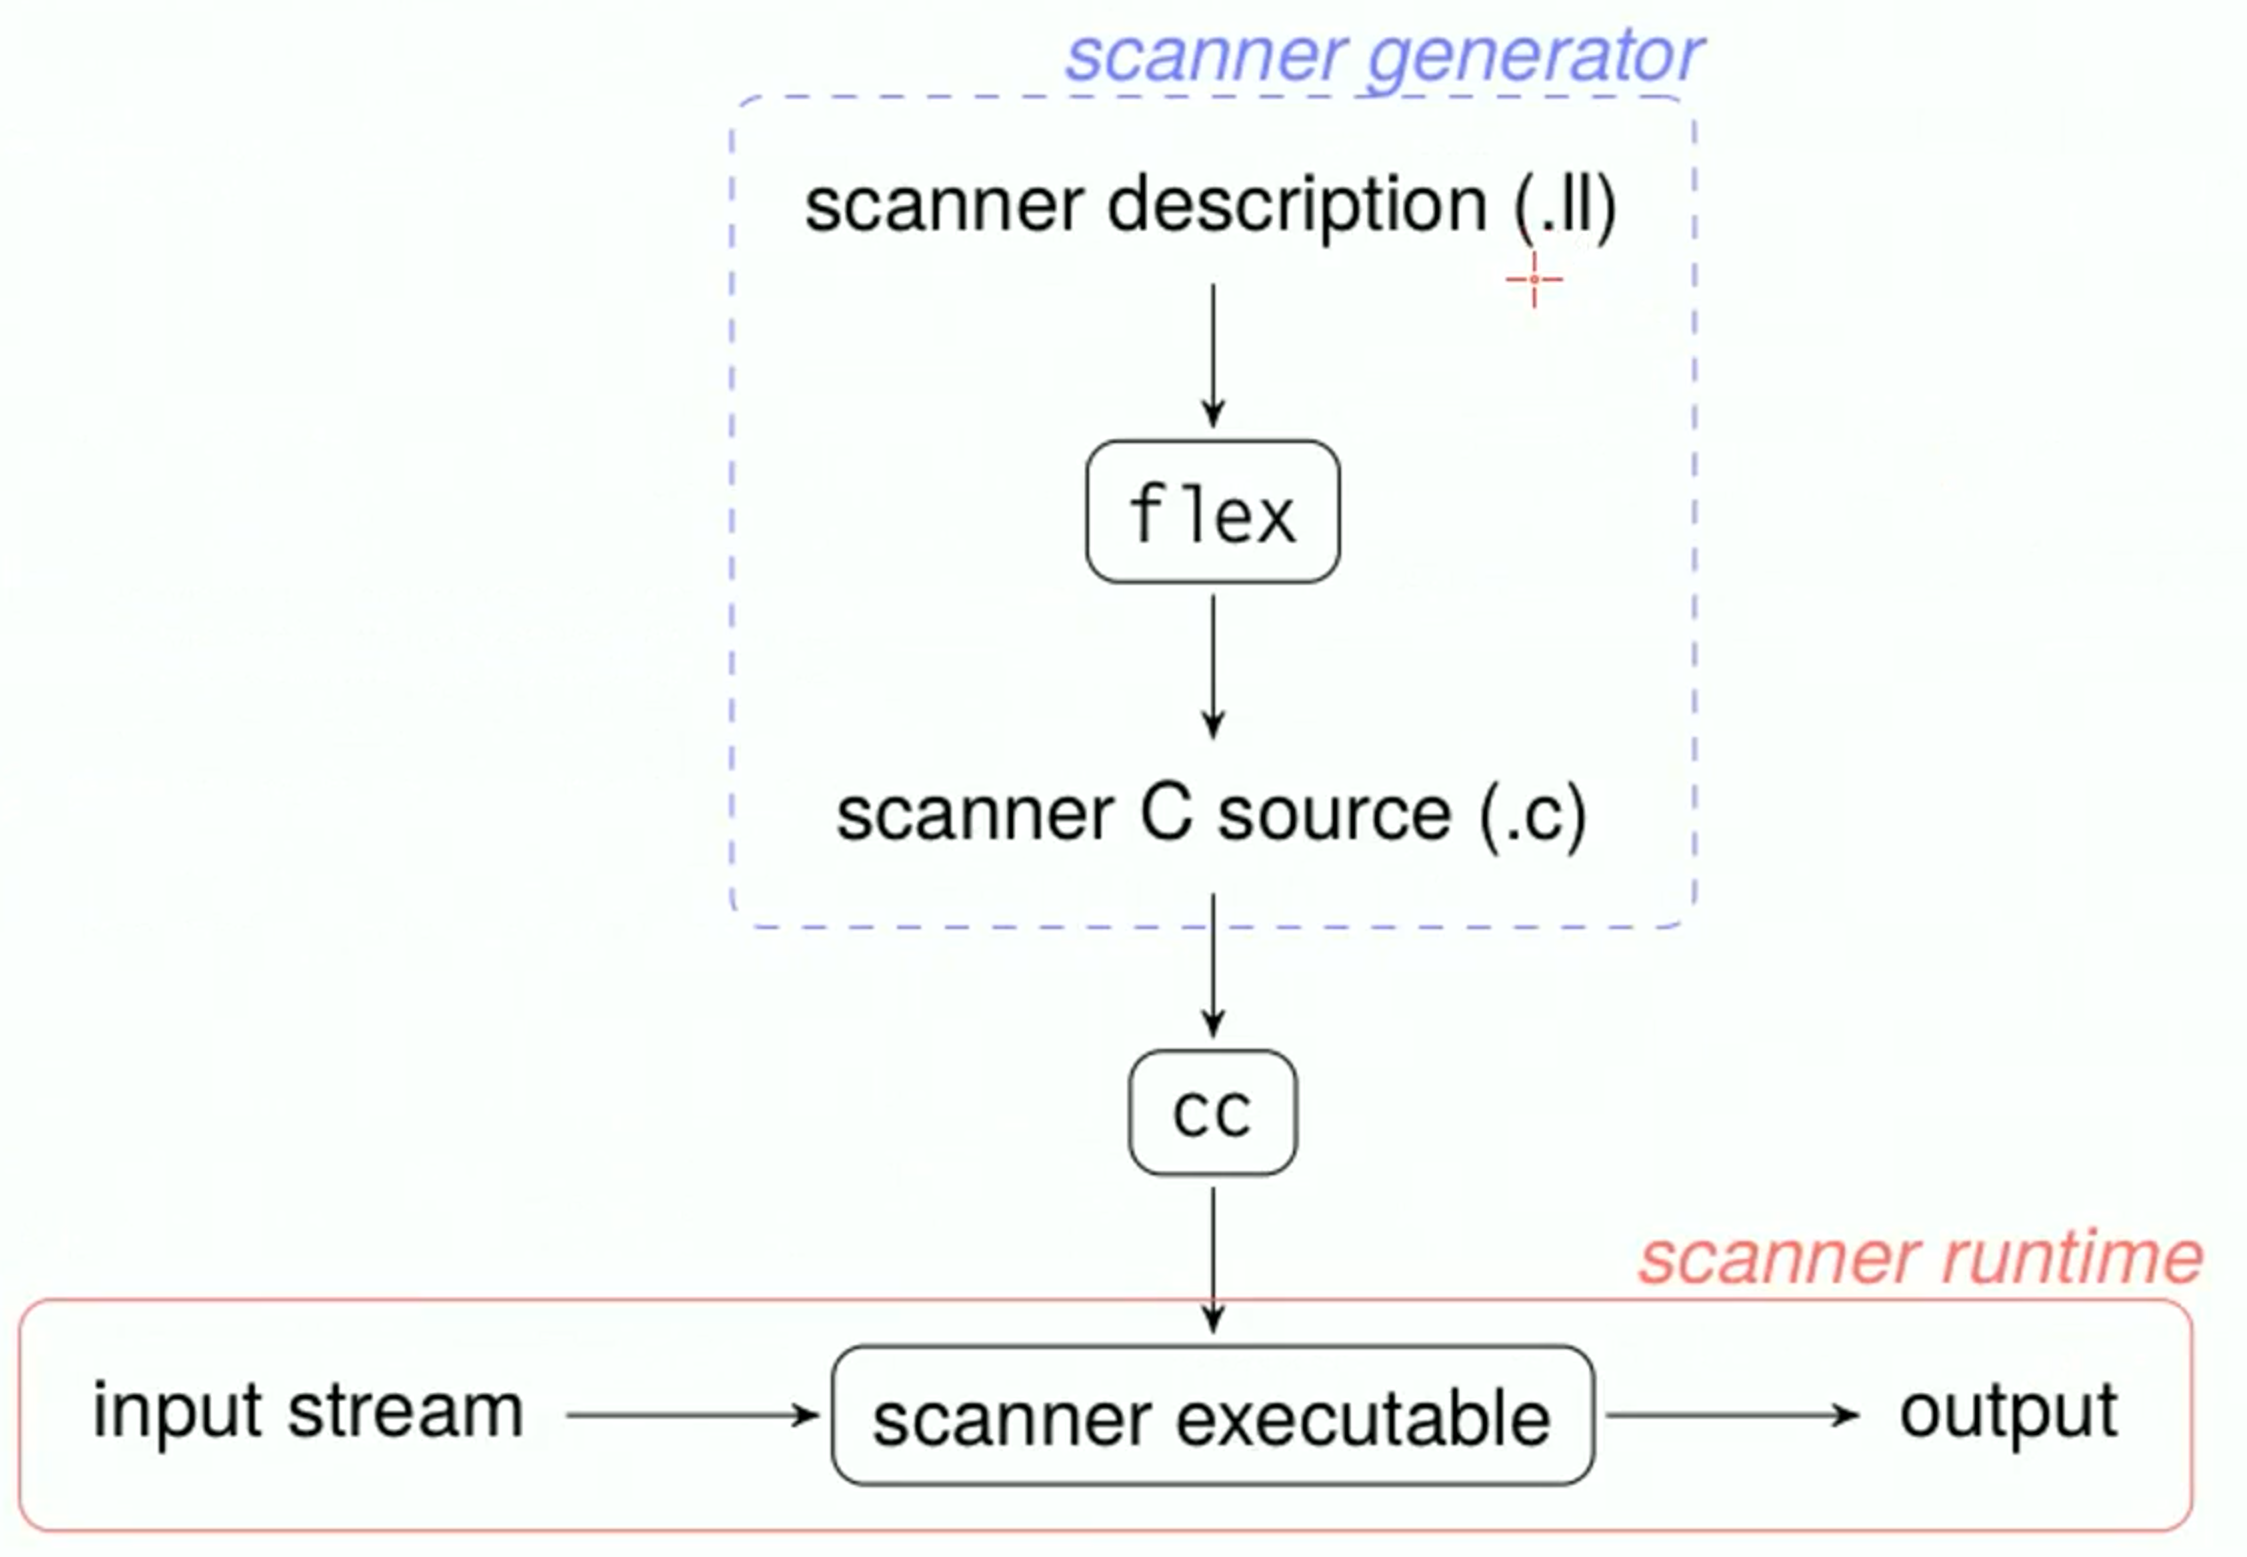 scanner generator
scanner description (.ll)
flex
scanner C source (.c)
cc
scanner runtime
input stream
scanner executable
output